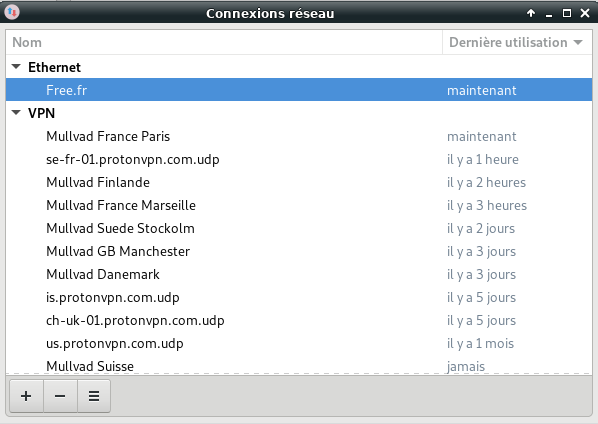 Connexions réseau
Nom Dernière utilisation
Ethernet
Free.fr maintenant
VPN
Mullvad France Paris maintenant
se-fr-01.protonvpn.com.udp il y a 1 heure
Mullvad Finlande il y a 2 heures
Mullvad France Marseille il y a 3 heures
Mullvad Suede Stockolm il y a 2 jours
Mullvad GB Manchester il y a 3 jours
Mullvad Danemark il y a 3 jours
is.protonvpn.com.udp il y a 5 jours
ch-uk-01.protonvpn.com.udp il y a 5 jours
us.protonvpn.com.udp il y a 1 mois
Mullvad Suisse jamais